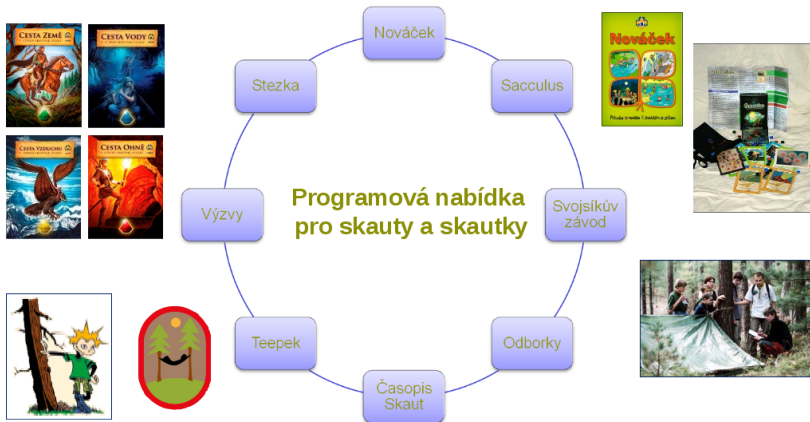 Programová nabídka
pro skauty a skautky
Nováček
Sacculus
Svojsíkův
závod
Odborky
Časopis
Skaut
Teepek
Výzvy
Stezka
CESTA ZEMĚ
CESTA VODY
CESTA VZDUCHU
CESTA OHNĚ
Nováček